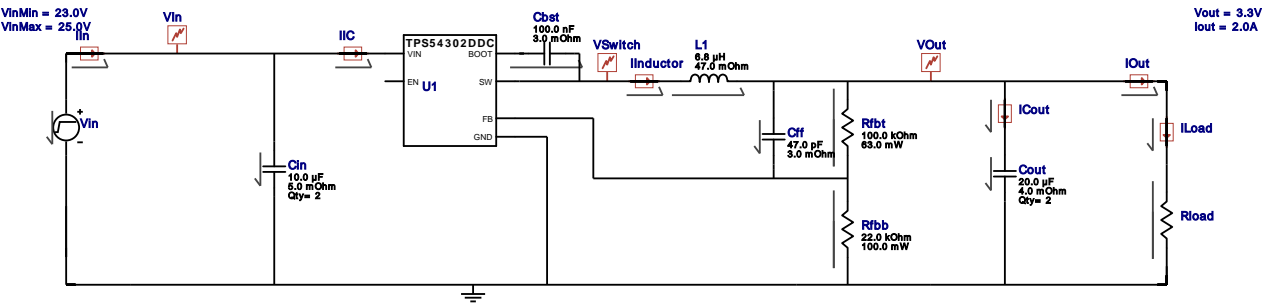 VinMin = 23.0V
VinMax = 25.0V
Iin
Vin
IIC
TPS54302DDC
VIN
BOOT
EN
U1
SW
FB
GND
Cbst
100.0 nF
3.0 mOhm
VSwitch
IInductor
L1
6.8 µH
47.0 mOhm
VOut
IOut
Vout = 3.3V
Iout = 2.0A
+
Vin
-
Cin
10.0 µF
5.0 mOhm
Qty= 2
Cff
47.0 pF
3.0 mOhm
Rfbt
100.0 kOhm
63.0 mW
Rfbb
22.0 kOhm
100.0 mW
ICout
Cout
20.0 µF
4.0 mOhm
Qty= 2
ILoad
Rload